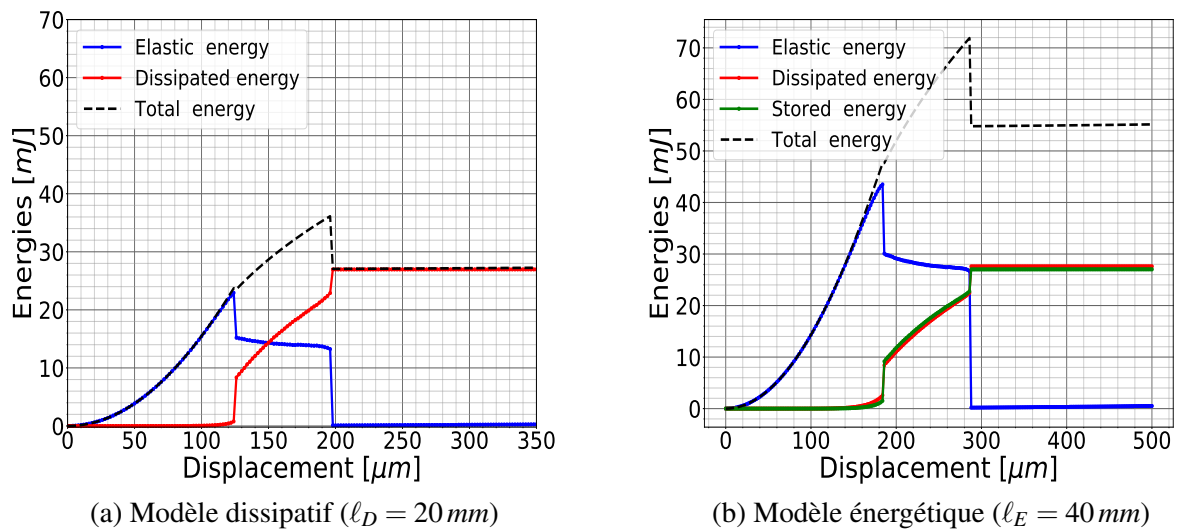 70
60
50
40
30
20
10
0
Energies [mJ]
Elastic energy
Dissipated energy
Total energy
0 50 100 150 200 250 300 350
Displacement [μm]
(a) Modèle dissipatif (ℓ_D = 20 mm)
70
60
50
40
30
20
10
0
Energies [mJ]
Elastic energy
Dissipated energy
Stored energy
Total energy
0 100 200 300 400 500
Displacement [μm]
(b) Modèle énergétique (ℓ_E = 40 mm)